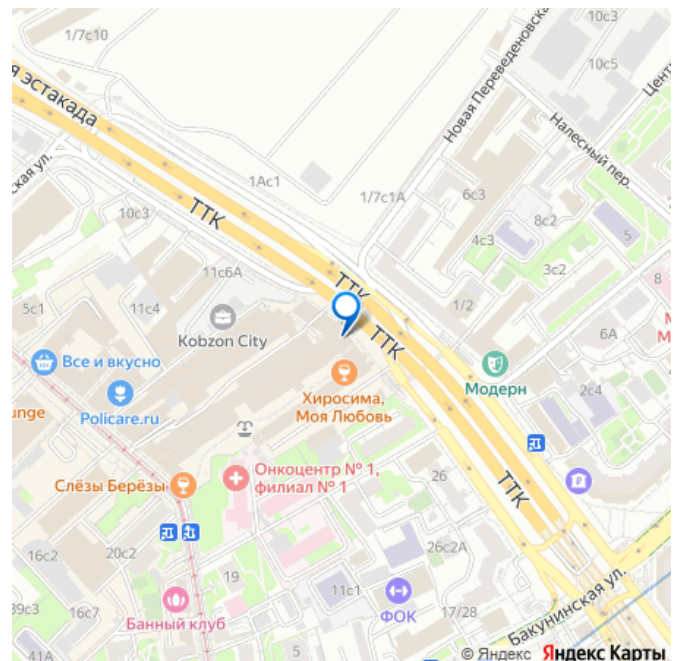 1/7с10
10с3
10с5
Новая Переведеновска
Центр
я эстакада
Налесный пер.
ская ул.
1Ас1
1/7с1А
6с3
ТТК
10с3
8с2
5
4с3
3с2
11с6А
ТТК
8
5с1
11с4
1/2
6А
Kobzon City
ТТК
М
М
Все и вкусно
Модерн
2с4
Хиросима,
Моя Любовь
unge
Policare.ru
Онкоцентр № 1,
филиал № 1
26
Слёзы Берёзы
ТТК
26с2А
16с2
20с2
19
11с1
39с3
16с7
Банный клуб
ФОК
17/28
Бакунинская ул.
41А
5
© Яндекс Яндекс Карты